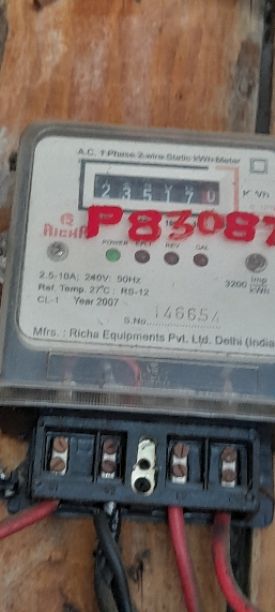 A.C. 1 Phase 2 wire Static kWh Meter
235170
K Wh
P83087
RICHA
POWER REV CAL
2.5-10A; 240V; 50Hz
3200 imp kWh
Ref. Temp. 27°C ; RS-12
CL-1 Year 2007
S.No. 146654
Mfrs. : Richa Equipments Pvt. Ltd. Delhi (India